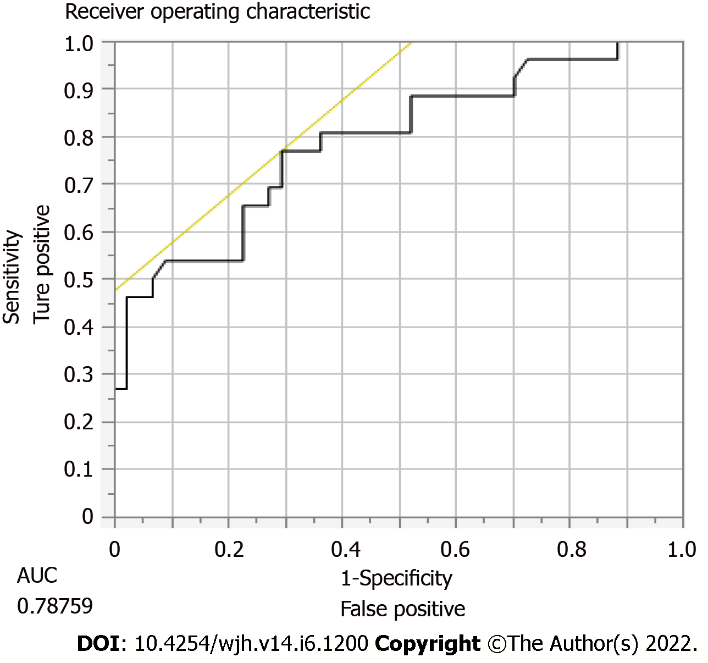 Receiver operating characteristic
1.0
0.9
0.8
0.7
0.6
0.5
0.4
0.3
0.2
0.1
0
Sensitivity
Ture positive
0 0.2 0.4 0.6 0.8 1.0
1-Specificity
False positive
AUC
0.78759
DOI: 10.4254/wjh.v14.i6.1200 Copyright ©The Author(s) 2022.